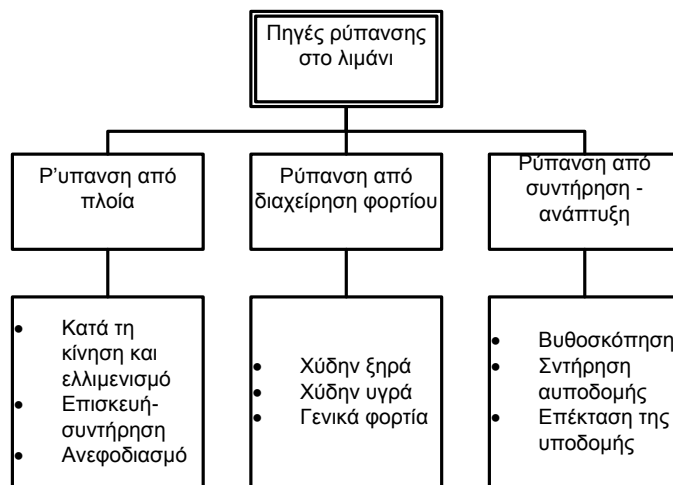 Πηγές ρύπανσης
στο λιμάνι
Ρ'υπανση από
πλοία
Ρύπανση από
διαχείρηση φορτίου
Ρύπανση από
συντήρηση -
ανάπτυξη
• Κατά τη
κίνηση και
ελλιμενισμό
• Επισκευή-
συντήρηση
• Ανεφοδιασμό
• Χύδην ξηρά
• Χύδην υγρά
• Γενικά φορτία
• Βυθοσκόπηση
• Σντήρηση
αυποδομής
• Επέκταση της
υποδομής